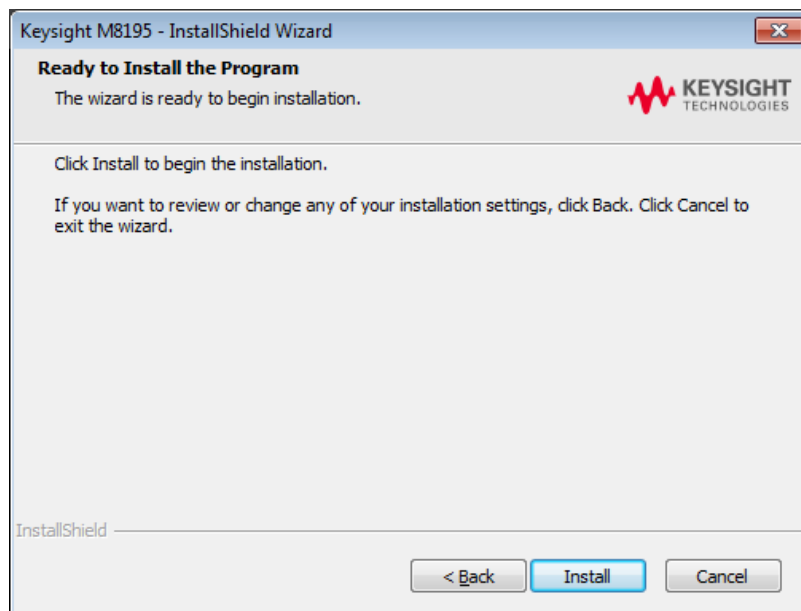 Keysight M8195 - InstallShield Wizard
Ready to Install the Program
The wizard is ready to begin installation.
KEYSIGHT
TECHNOLOGIES
Click Install to begin the installation.
If you want to review or change any of your installation settings, click Back. Click Cancel to
exit the wizard.
InstallShield
< Back
Install
Cancel